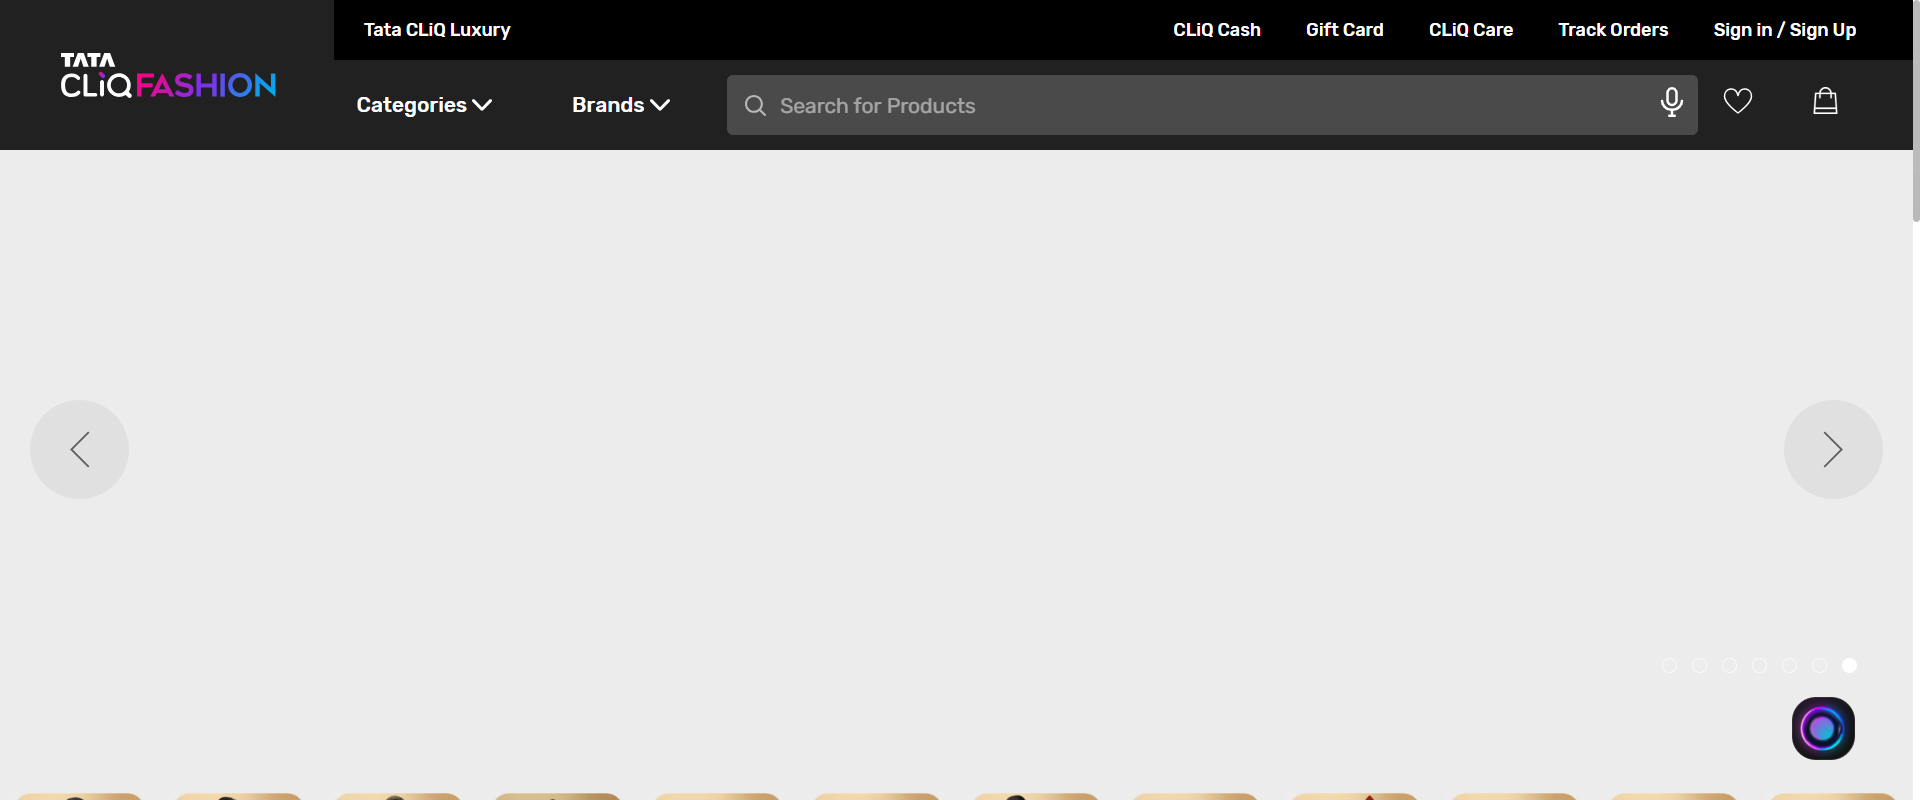 Tata CLiQ Luxury
CLiQ Cash
Gift Card
CLiQ Care
Track Orders
Sign in / Sign Up
TATA
CLiQ FASHION
Categories
Brands
Search for Products